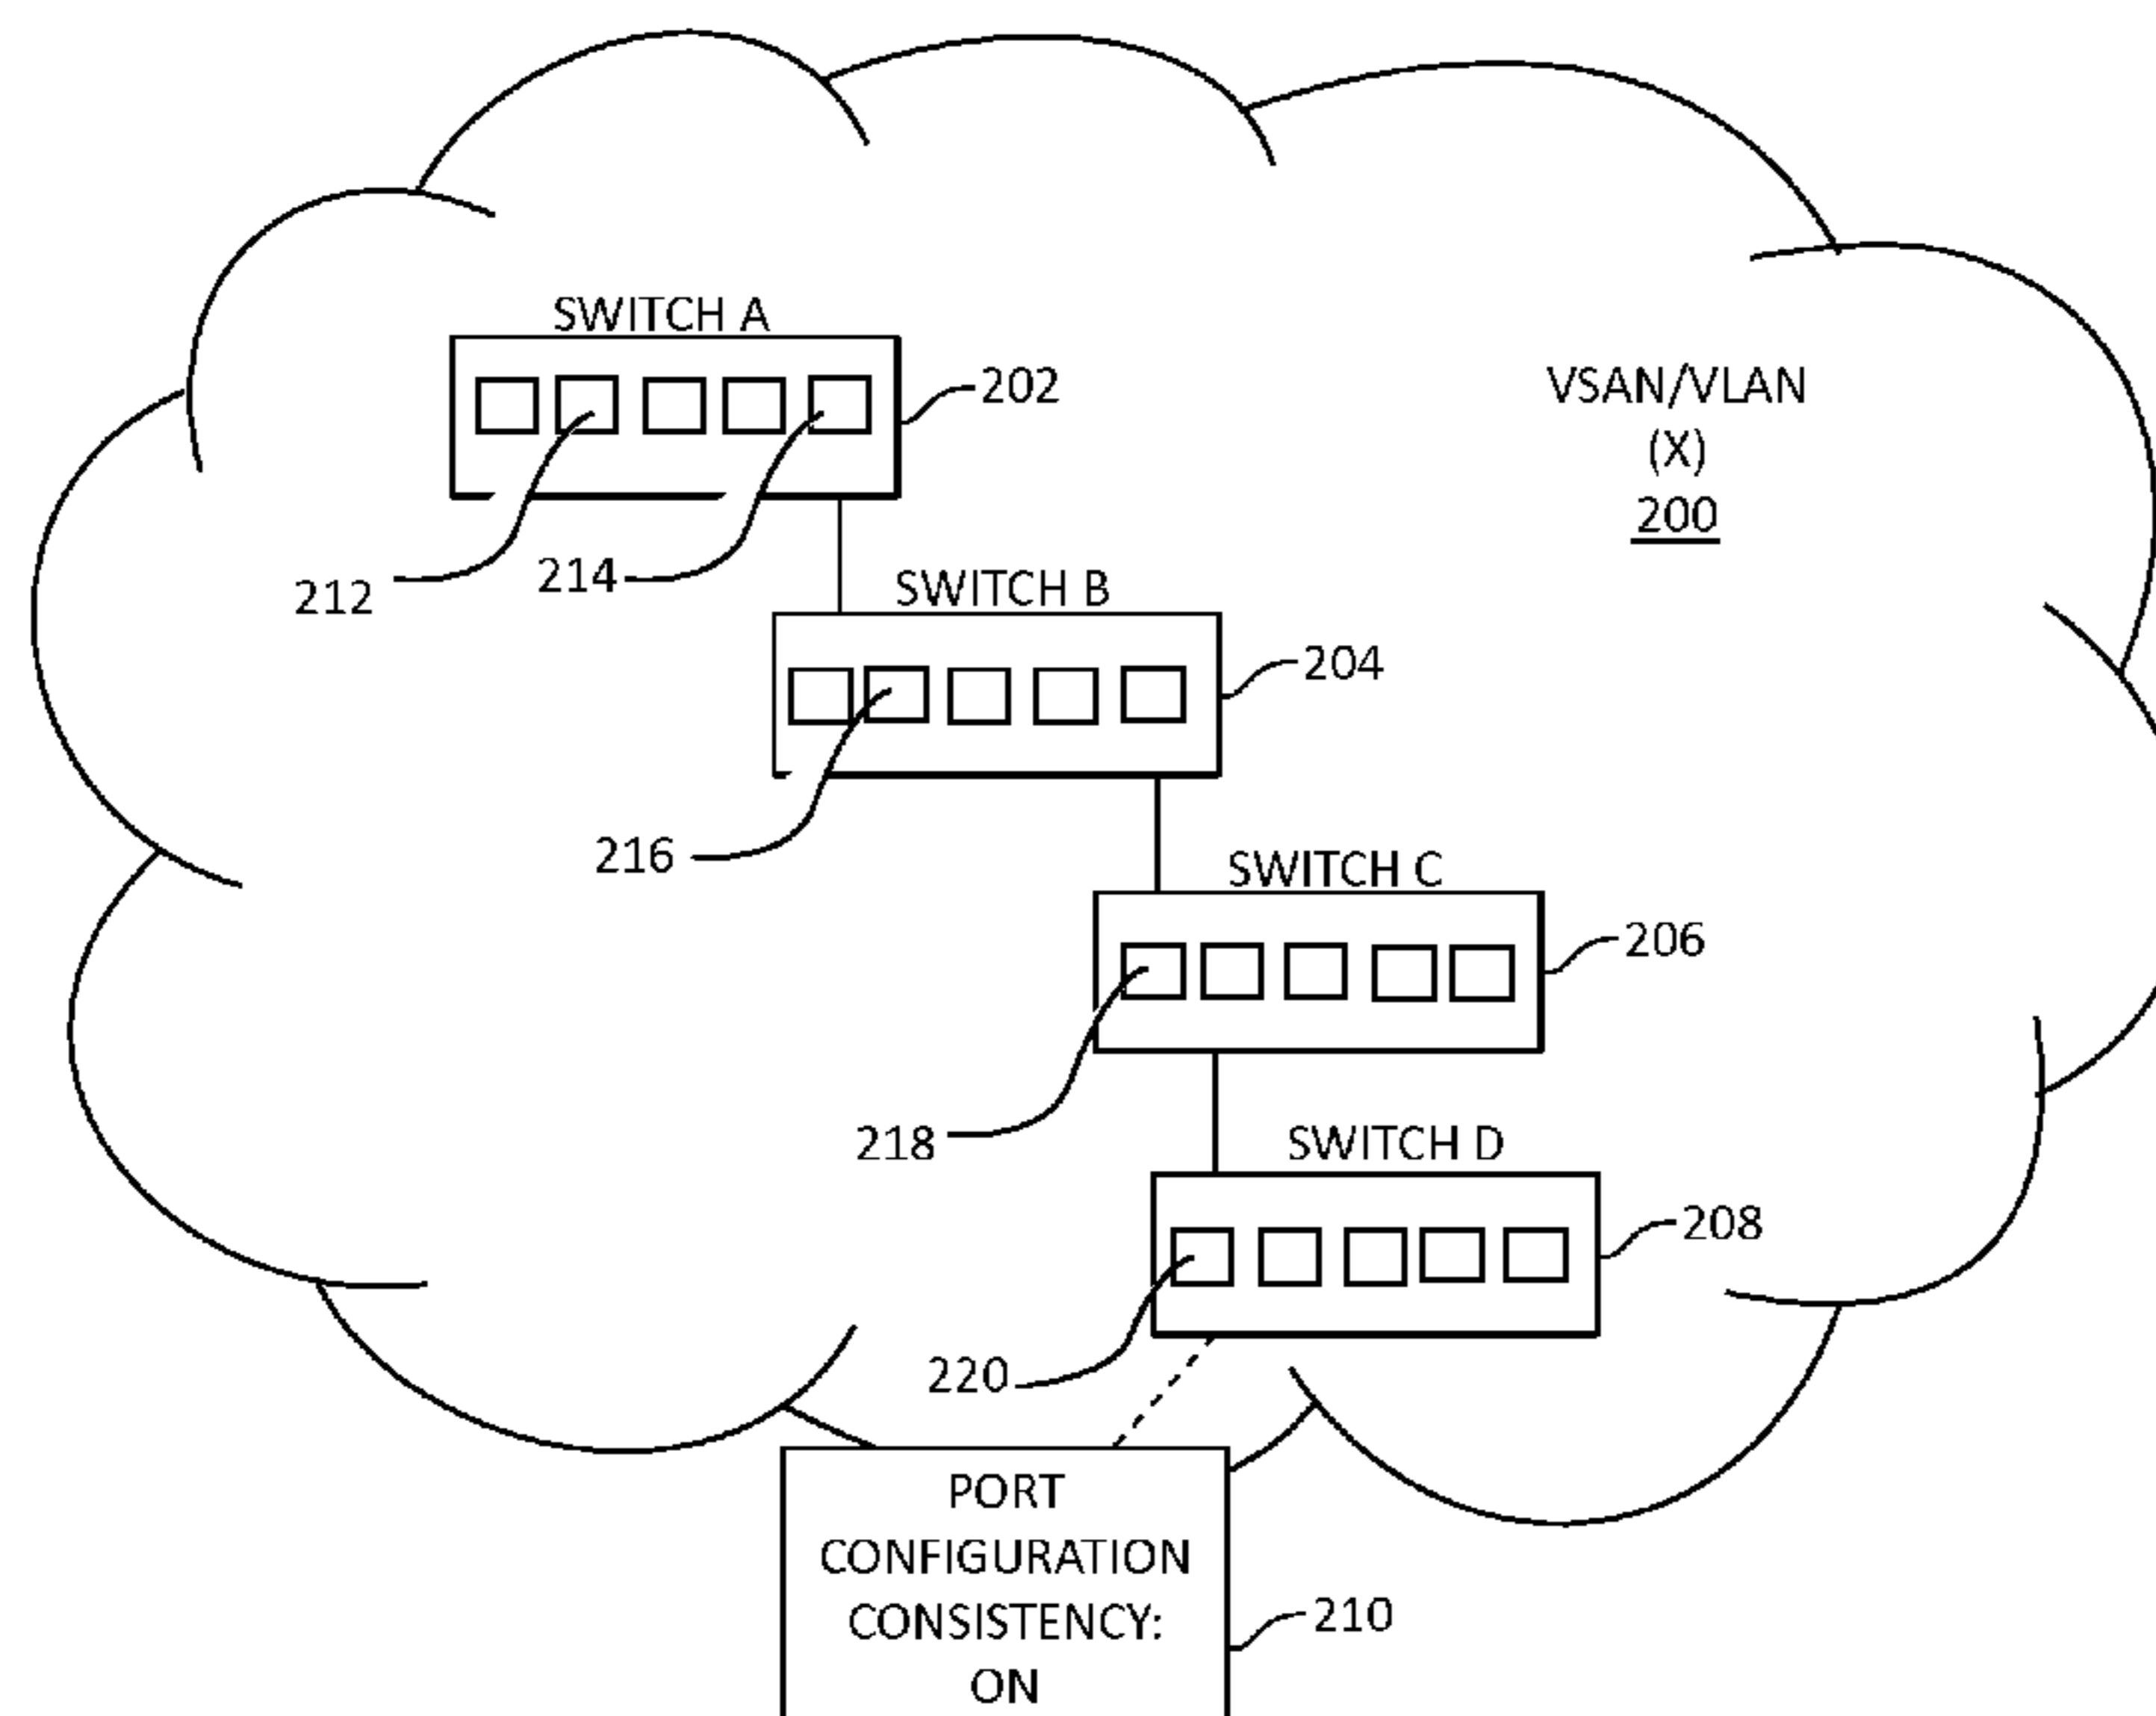 SWITCH A
202
VSAN/VLAN
(X)
200
212
214
SWITCH B
204
216
SWITCH C
206
218
SWITCH D
208
220
PORT
CONFIGURATION
CONSISTENCY:
ON
210